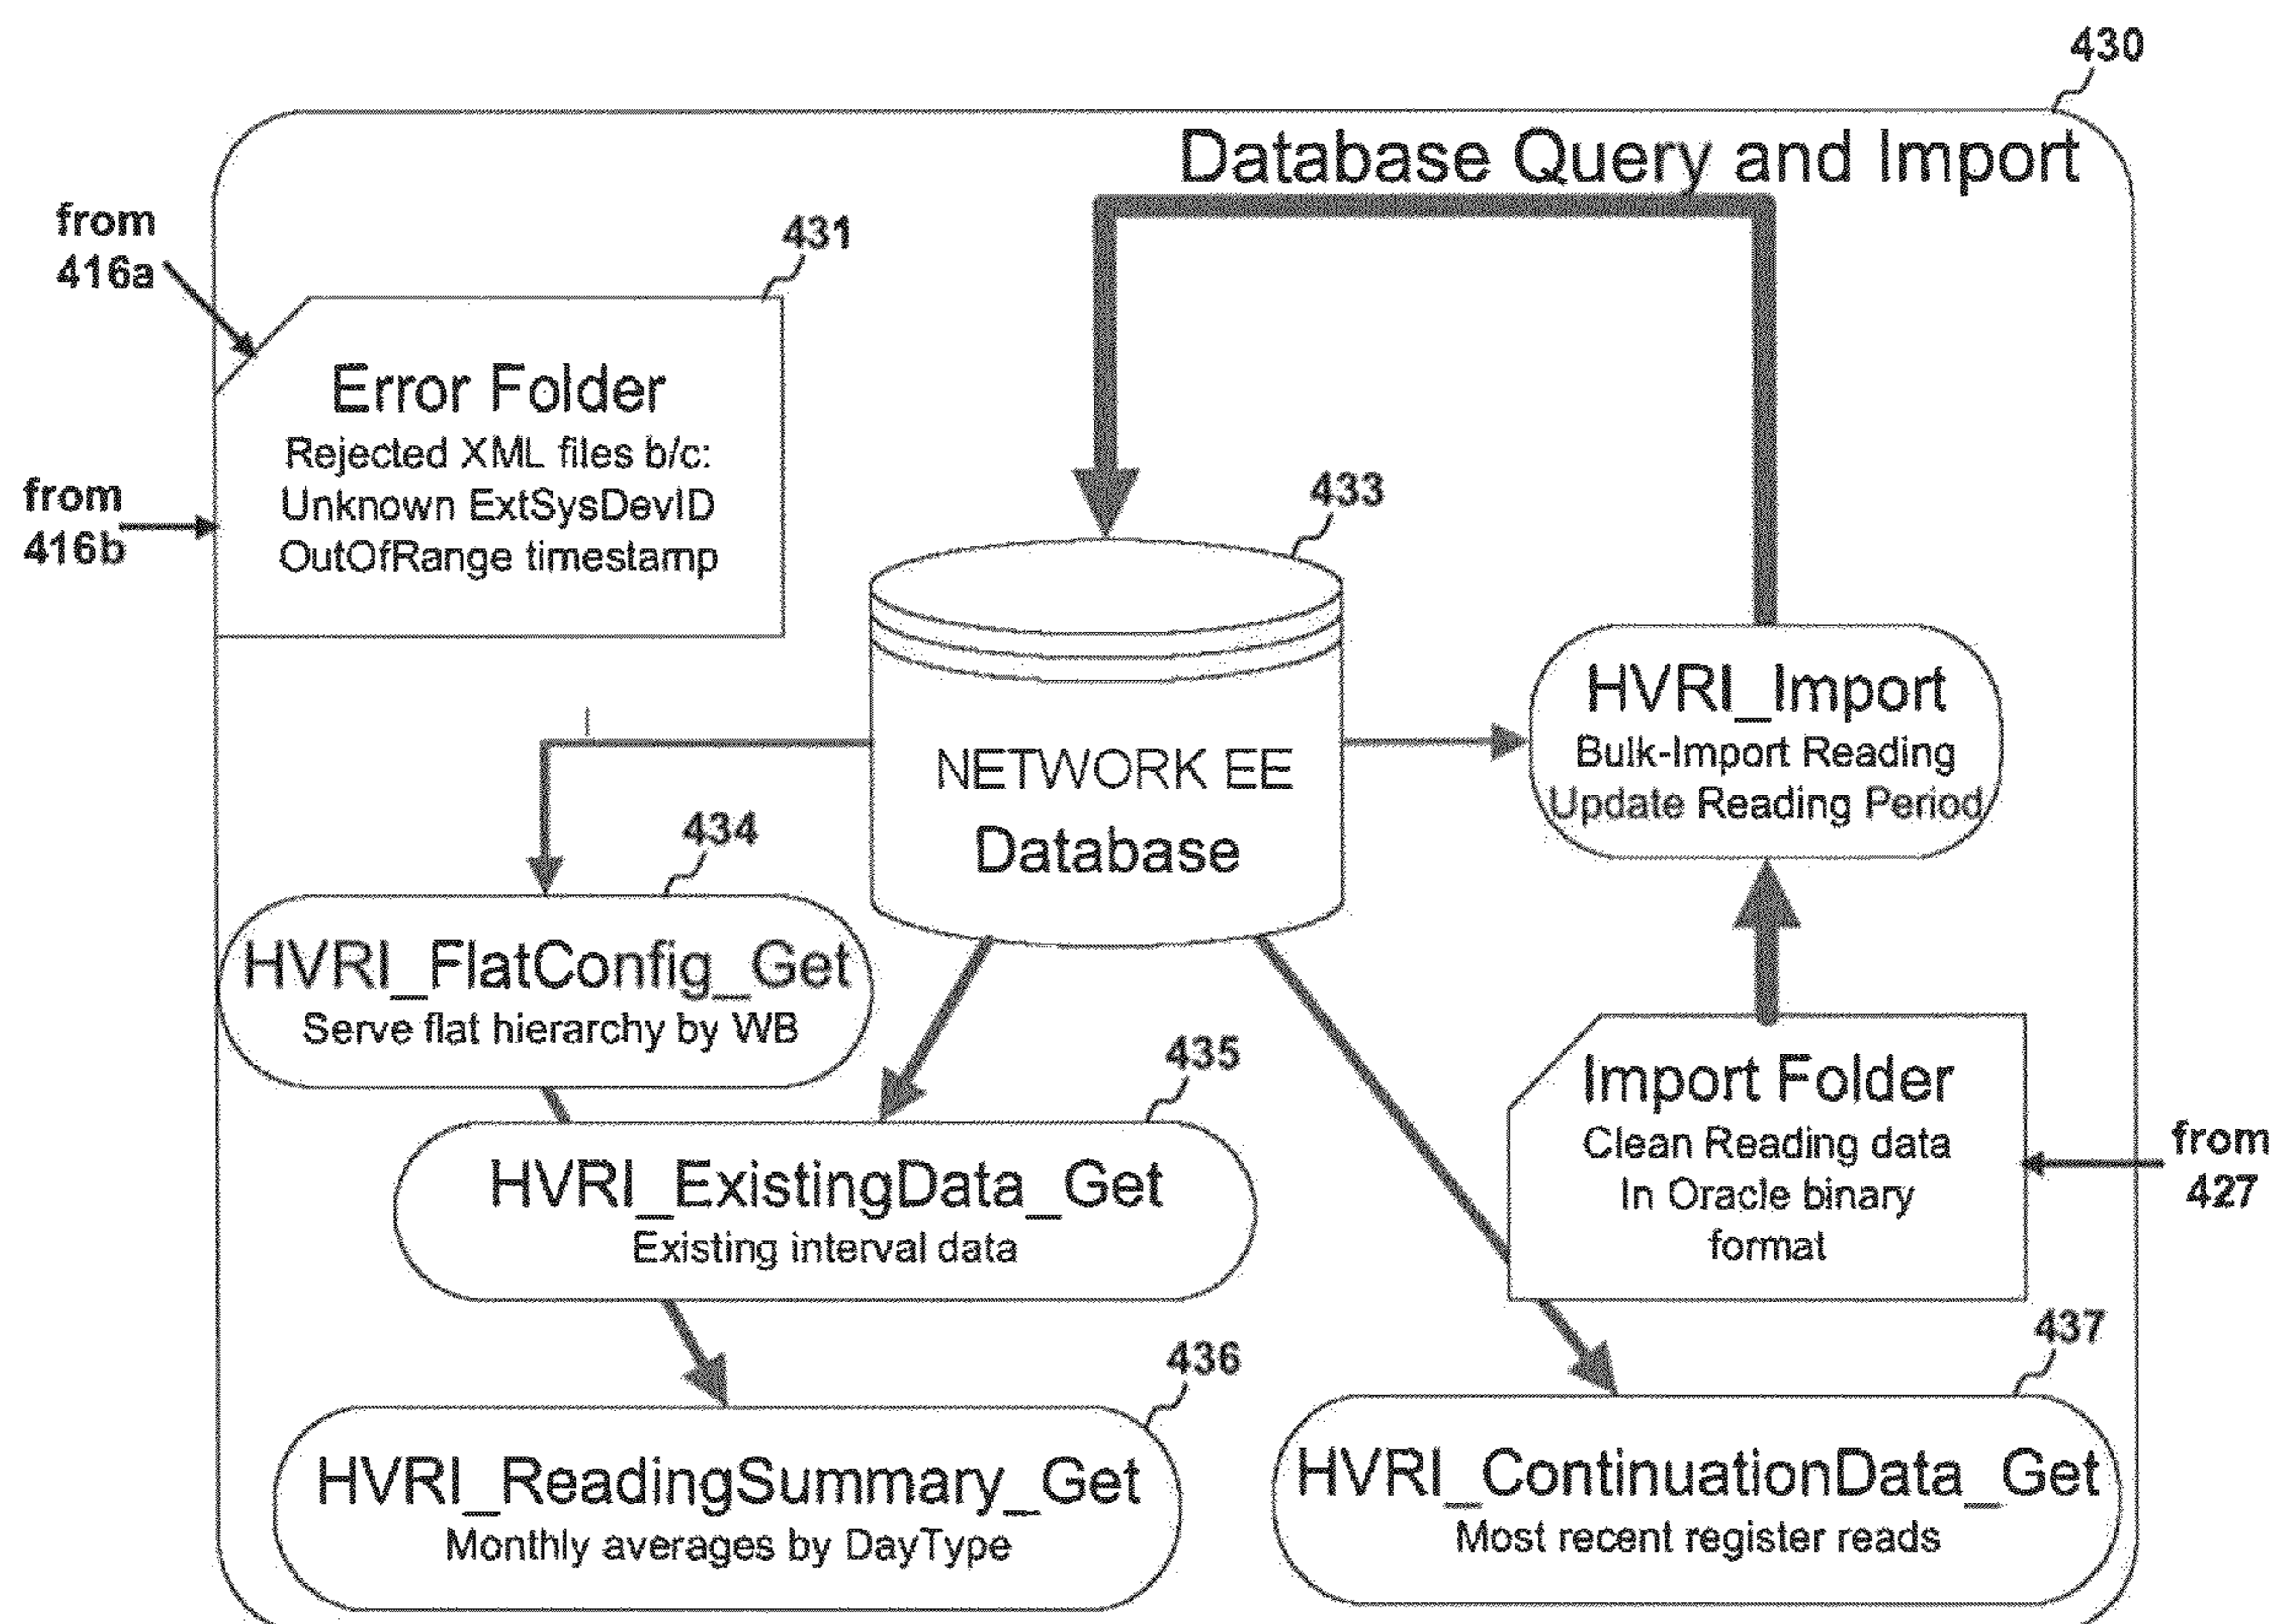 430
Database Query and Import
from
416a
431
Error Folder
Rejected XML files b/c:
Unknown ExtSysDevID
OutOfRange timestamp
from
416b
433
NETWORK EE
Database
HVRI_Import
Bulk-Import Reading
Update Reading Period
434
HVRI_FlatConfig_Get
Serve flat hierarchy by WB
435
HVRI_ExistingData_Get
Existing interval data
Import Folder
Clean Reading data
In Oracle binary
format
from
427
436
HVRI_ReadingSummary_Get
Monthly averages by DayType
437
HVRI_ContinuationData_Get
Most recent register reads